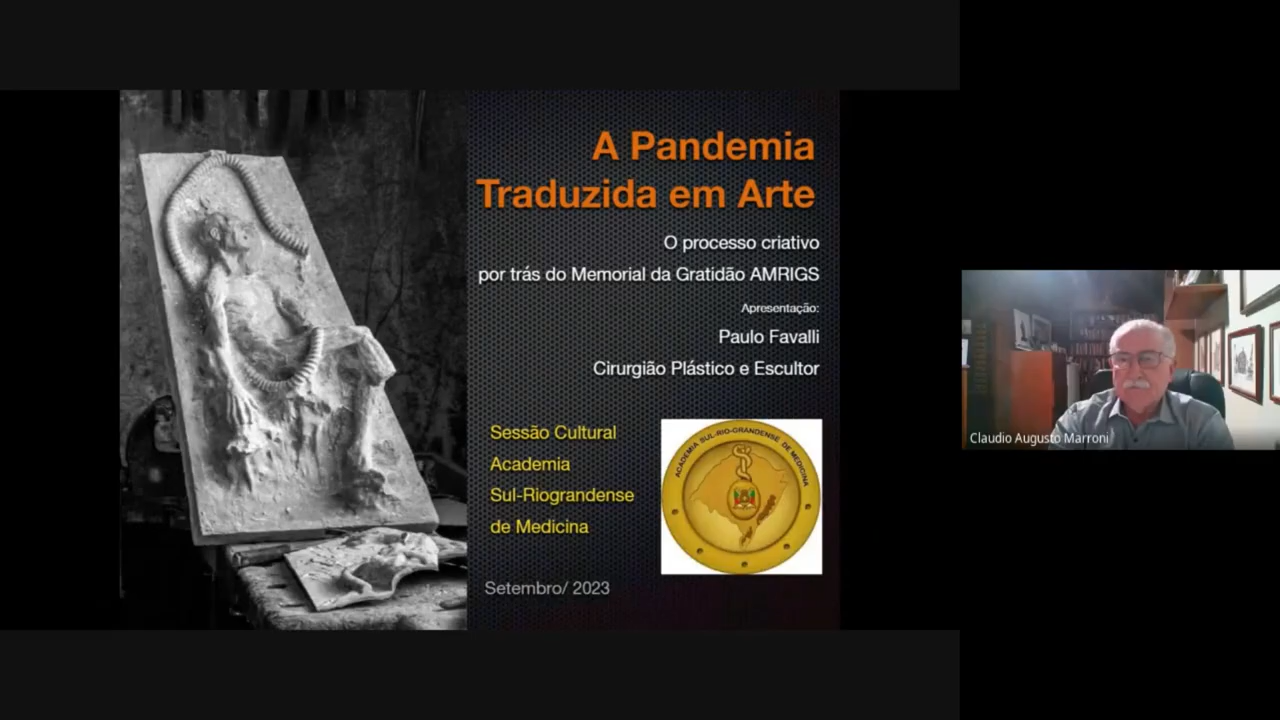 A Pandemia
Traduzida em Arte
O processo criativo
por trás do Memorial da Gratidão AMRIGS
Apresentação:
Paulo Favalli
Cirurgião Plástico e Escultor
Sessão Cultural
Academia
Sul-Riograndense
de Medicina
ACADEMIA SUL-RIO-GRANDENSE DE MEDICINA
Setembro/ 2023
Claudio Augusto Marroni